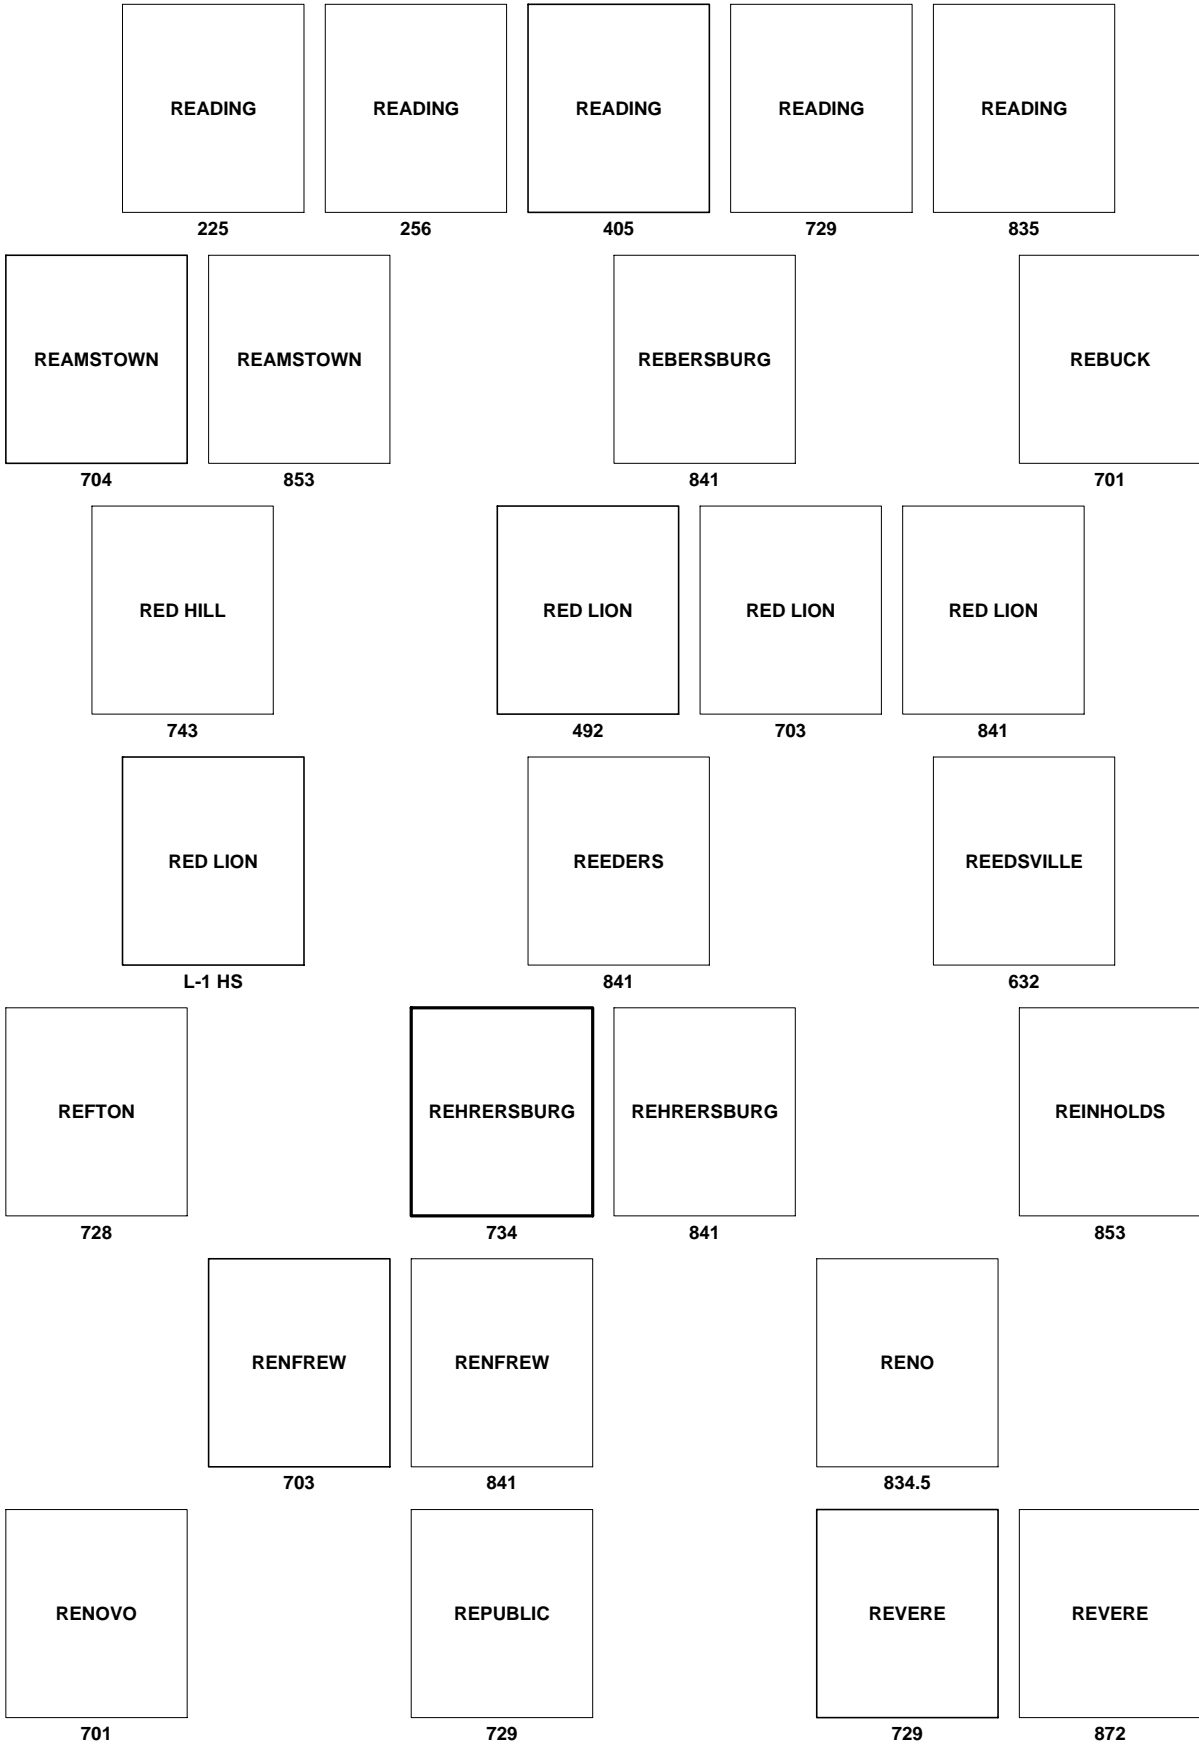 READING READING READING READING READING
225 256 405 729 835
REAMSTOWN REAMSTOWN REBERSBURG REBUCK
704 853 841 701
RED HILL RED LION RED LION RED LION
743 492 703 841
RED LION REEDERS REEDSVILLE
L-1 HS 841 632
REFTON REHRERSBURG REHRERSBURG REINHOLDS
728 734 841 853
RENFREW RENFREW RENO
703 841 834.5
RENOVO REPUBLIC REVERE REVERE
701 729 729 872